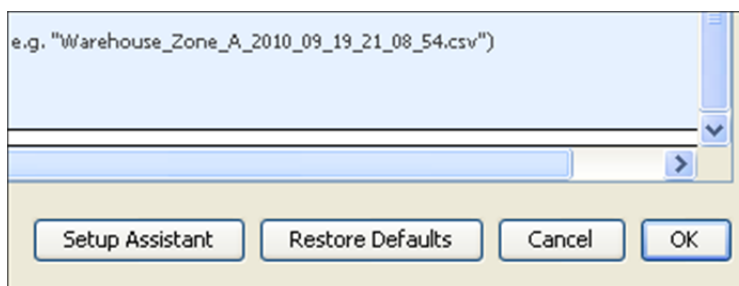 e.g. "Warehouse_Zone_A_2010_09_19_21_08_54.csv")
Setup Assistant Restore Defaults Cancel OK